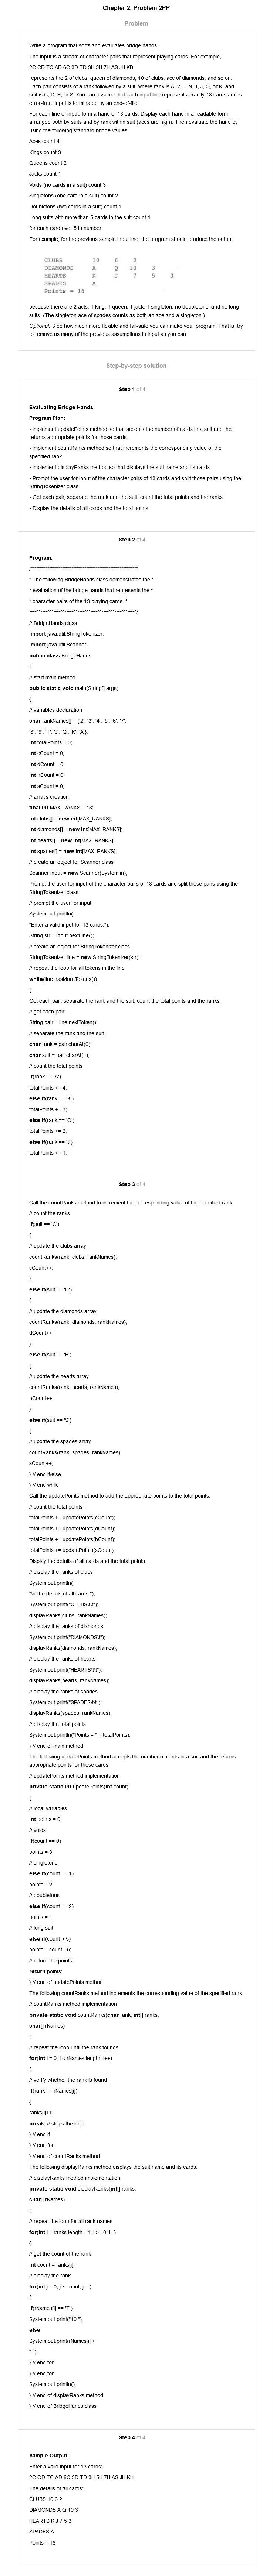 Chapter 2, Problem 2PP
Problem
Write a program that sorts and evaluates bridge hands.
The input is a stream of character pairs that represent playing cards. For example,
2C CD TC AD 6C 3D TD 3H 5H 7H AS JH KB
represents the 2 of clubs, queen of diamonds, 10 of clubs, acc of diamonds, and so on.
Each pair consists of a rank followed by a suit, where rank is A, 2,… 9, T, J, Q, or K, and
suit is C, D, H, or S. You can assume that each input line represents exactly 13 cards and is
error-free. Input is terminated by an end-of-file.
For each line of input, form a hand of 13 cards. Display each hand in a readable form
arranged both by suits and by rank within suit (aces are high). Then evaluate the hand by
using the following standard bridge values:
Aces count 4
Kings count 3
Queens count 2
Jacks count 1
Voids (no cards in a suit) count 3
Singletons (one card in a suit) count 2
Doubictons (two cards in a suit) count 1
Long suits with more than 5 cards in the suit count 1
for each card over 5 iu number
For example, for the previous sample input line, the program should produce the output
CLUBS 10 6 2
DIAMONDS A Q 10 3
HEARTS K J 7 5 3
SPADES A
Points = 16
because there are 2 acts, 1 king, 1 queen, 1 jack, 1 singleton, no doubletons, and no long
suits. (The singleton ace of spades counts as both an ace and a singleton.)
Optional: S ee how much more flexible and fail-safe you can make your program. That is, try
to remove as many of the previous assumptions in input as you can.
Step-by-step solution
Step 1 of 4
Evaluating Bridge Hands
Program Plan:
• Implement updatePoints method so that accepts the number of cards in a suit and the
returns appropriate points for those cards.
• Implement countRanks method so that increments the corresponding value of the
specified rank.
• Implement displayRanks method so that displays the suit name and its cards.
• Prompt the user for input of the character pairs of 13 cards and split those pairs using the
StringTokenizer class.
• Get each pair, separate the rank and the suit, count the total points and the ranks.
• Display the details of all cards and the total points.
Step 2 of 4
Program:
/*******************************************************
* The following BridgeHands class demonstrates the *
* evaluation of the bridge hands that represents the *
* character pairs of the 13 playing cards. *
*******************************************************/
// BridgeHands class
import java.util.StringTokenizer;
import java.util.Scanner;
public class BridgeHands
{
// start main method
public static void main(String[] args)
{
// variables declaration
char rankNames[] = {'2', '3', '4', '5', '6', '7',
'8', '9', 'T', 'J', 'Q', 'K', 'A'};
int totalPoints = 0;
int cCount = 0;
int dCount = 0;
int hCount = 0;
int sCount = 0;
// arrays creation
final int MAX_RANKS = 13;
int clubs[] = new int[MAX_RANKS];
int diamonds[] = new int[MAX_RANKS];
int hearts[] = new int[MAX_RANKS];
int spades[] = new int[MAX_RANKS];
// create an object for Scanner class
Scanner input = new Scanner(System.in);
Prompt the user for input of the character pairs of 13 cards and split those pairs using the
StringTokenizer class.
// prompt the user for input
System.out.println(
"Enter a valid input for 13 cards:");
String str = input.nextLine();
// create an object for StringTokenizer class
StringTokenizer line = new StringTokenizer(str);
// repeat the loop for all tokens in the line
while(line.hasMoreTokens())
{
Get each pair, separate the rank and the suit, count the total points and the ranks.
// get each pair
String pair = line.nextToken();
// separate the rank and the suit
char rank = pair.charAt(0);
char suit = pair.charAt(1);
// count the total points
if(rank == 'A')
totalPoints += 4;
else if(rank == 'K')
totalPoints += 3;
else if(rank == 'Q')
totalPoints += 2;
else if(rank == 'J')
totalPoints += 1;
Step 3 of 4
Call the countRanks method to increment the corresponding value of the specified rank.
// count the ranks
if(suit == 'C')
{
// update the clubs array
countRanks(rank, clubs, rankNames);
cCount++;
}
else if(suit == 'D')
{
// update the diamonds array
countRanks(rank, diamonds, rankNames);
dCount++;
}
else if(suit == 'H')
{
// update the hearts array
countRanks(rank, hearts, rankNames);
hCount++;
}
else if(suit == 'S')
{
// update the spades array
countRanks(rank, spades, rankNames);
sCount++;
} // end if/else
} // end while
Call the updatePoints method to add the appropriate points to the total points
// count the total points
totalPoints += updatePoints(cCount);
totalPoints += updatePoints(dCount);
totalPoints += updatePoints(hCount);
totalPoints += updatePoints(sCount);
Display the details of all cards and the total points.
// display the ranks of clubs
System.out.println(
"\nThe details of all cards:");
System.out.print("CLUBS\t\t");
displayRanks(clubs, rankNames);
// display the ranks of diamonds
System.out.print("DIAMONDS\t");
displayRanks(diamonds, rankNames);
// display the ranks of hearts
System.out.print("HEARTS\t\t");
displayRanks(hearts, rankNames);
// display the ranks of spades
System.out.print("SPADES\t\t");
displayRanks(spades, rankNames);
// display the total points
System.out.println("Points = " + totalPoints);
} // end of main method
The following updatePoints method accepts the number of cards in a suit and the returns
appropriate points for those cards.
// updatePoints method implementation
private static int updatePoints(int count)
{
// local variables
int points = 0;
// voids
if(count == 0)
points = 3;
// singletons
else if(count == 1)
points = 2;
// doubletons
else if(count == 2)
points = 1;
// long suit
else if(count > 5)
points = count - 5;
// return the points
return points;
} // end of updatePoints method
The following countRanks method increments the corresponding value of the specified rank.
// countRanks method implementation
private static void countRanks(char rank, int[] ranks,
char[] rNames)
{
// repeat the loop until the rank founds
for(int i = 0; i < rNames.length; i++)
{
// verify whether the rank is found
if(rank == rNames[i])
{
ranks[i]++;
break; // stops the loop
} // end if
} // end for
} // end of countRanks method
The following displayRanks method displays the suit name and its cards.
// displayRanks method implementation
private static void displayRanks(int[] ranks,
char[] rNames)
{
// repeat the loop for all rank names
for(int i = ranks.length - 1; i >= 0; i--)
{
// get the count of the rank
int count = ranks[i];
// display the rank
for(int j = 0; j < count; j++)
{
if(rNames[i] == 'T')
System.out.print("10 ");
else
System.out.print(rNames[i] +
" ");
} // end for
} // end for
System.out.println();
} // end of displayRanks method
} // end of BridgeHands class
Step 4 of 4
Sample Output:
Enter a valid input for 13 cards:
2C QD TC AD 6C 3D TD 3H 5H 7H AS JH KH
The details of all cards:
CLUBS 10 6 2
DIAMONDS A Q 10 3
HEARTS K J 7 5 3
SPADES A
Points = 16